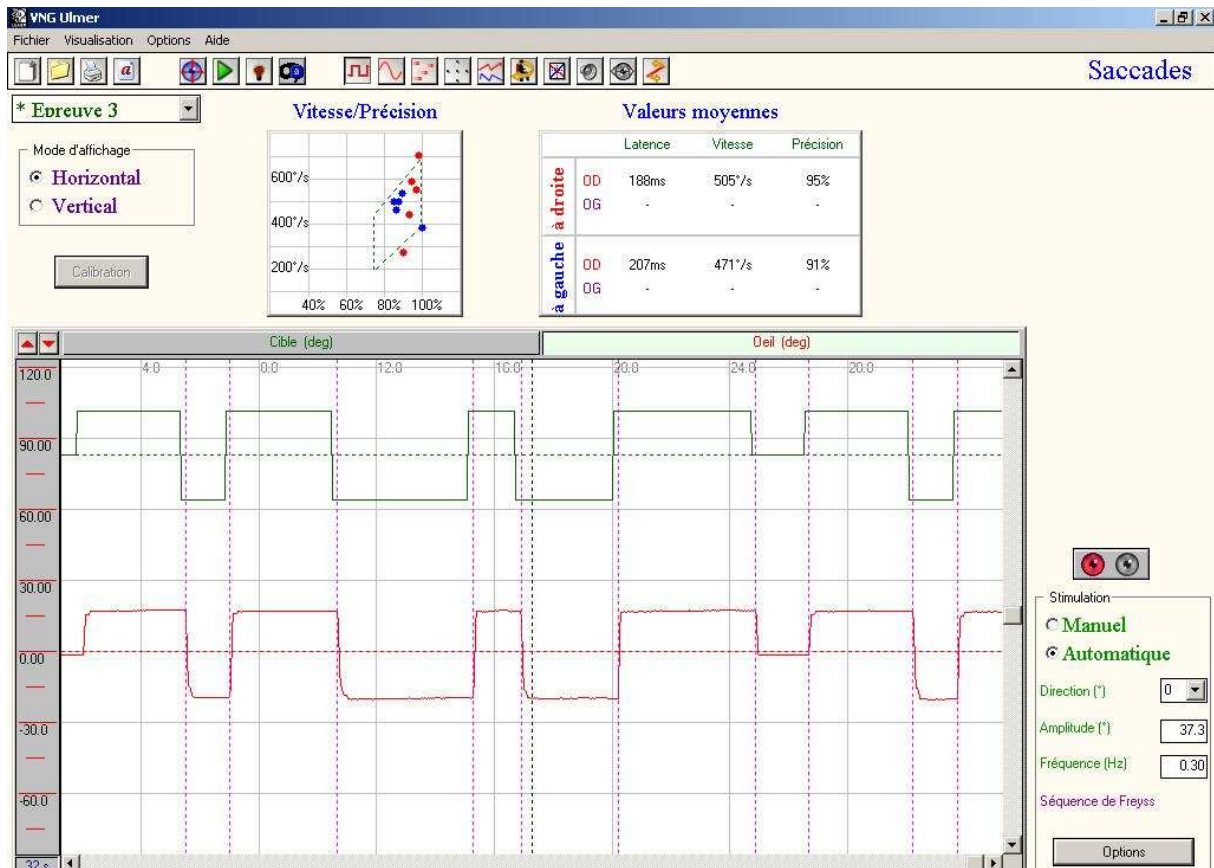 VNG Ulmer
Fichier Visualisation Options Aide
Saccades
* Epreuve 3
Mode d'affichage
Horizontal
Vertical
Calibration
Vitesse/Précision
600°/s
400°/s
200°/s
40% 60% 80% 100%
Valeurs moyennes
Latence Vitesse Précision
à droite
OD 188ms 505°/s 95%
OG - - -
à gauche
OD 207ms 471°/s 91%
OG - - -
Cible (deg)
Oeil (deg)
4.0 0.0 12.0 16.0 20.0 24.0 20.0
120.0
90.00
60.00
30.00
0.00
-30.0
-60.0
32 s
Stimulation
Manuel
Automatique
Direction (°) 0
Amplitude (°) 37.3
Fréquence (Hz) 0.30
Séquence de Freyss
Options